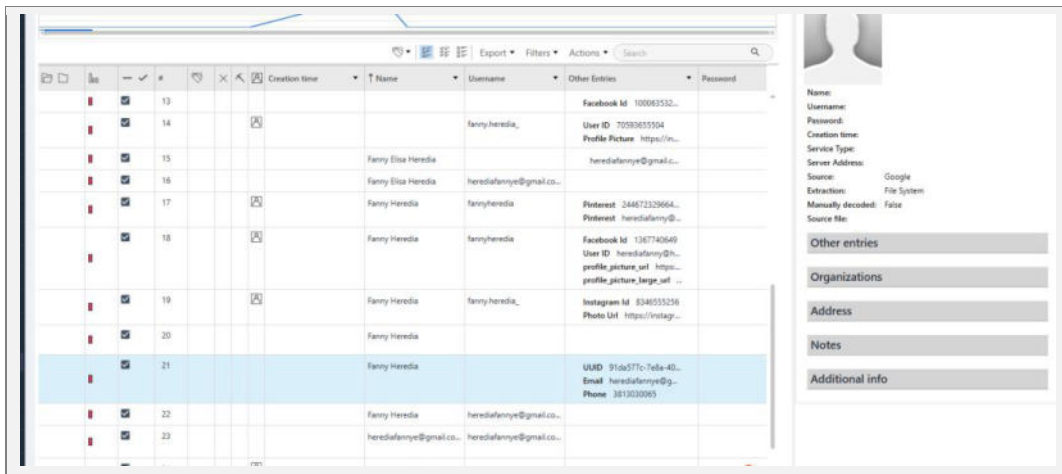 Export Filters Actions Search
# Creation time Name Username Other Entries Password
13 Facebook Id 100063532...
14 fanny.heredia_ User ID 70593655504
Profile Picture https://in...
15 Fanny Elisa Heredia herediafannye@gmail.c...
16 Fanny Elisa Heredia herediafannye@gmail.co...
17 Fanny Heredia fannyheredia Pinterest 244672329664...
Pinterest herediafanny@...
18 Fanny Heredia fannyheredia Facebook Id 1367740649
User ID herediafanny@h...
profile_picture_url https:...
profile_picture_large_url ...
19 Fanny Heredia fanny.heredia_ Instagram Id 8346555256
Photo Url https://instagr...
20 Fanny Heredia
21 Fanny Heredia UUID 91da577c-7e8a-40...
Email herediafannye@g...
Phone 3813030065
22 Fanny Heredia herediafannye@gmail.co...
23 herediafannye@gmail.co... herediafannye@gmail.co...
Name:
Username:
Password:
Creation time:
Service Type:
Server Address:
Source: Google
Extraction: File System
Manually decoded: False
Source file:
Other entries
Organizations
Address
Notes
Additional info